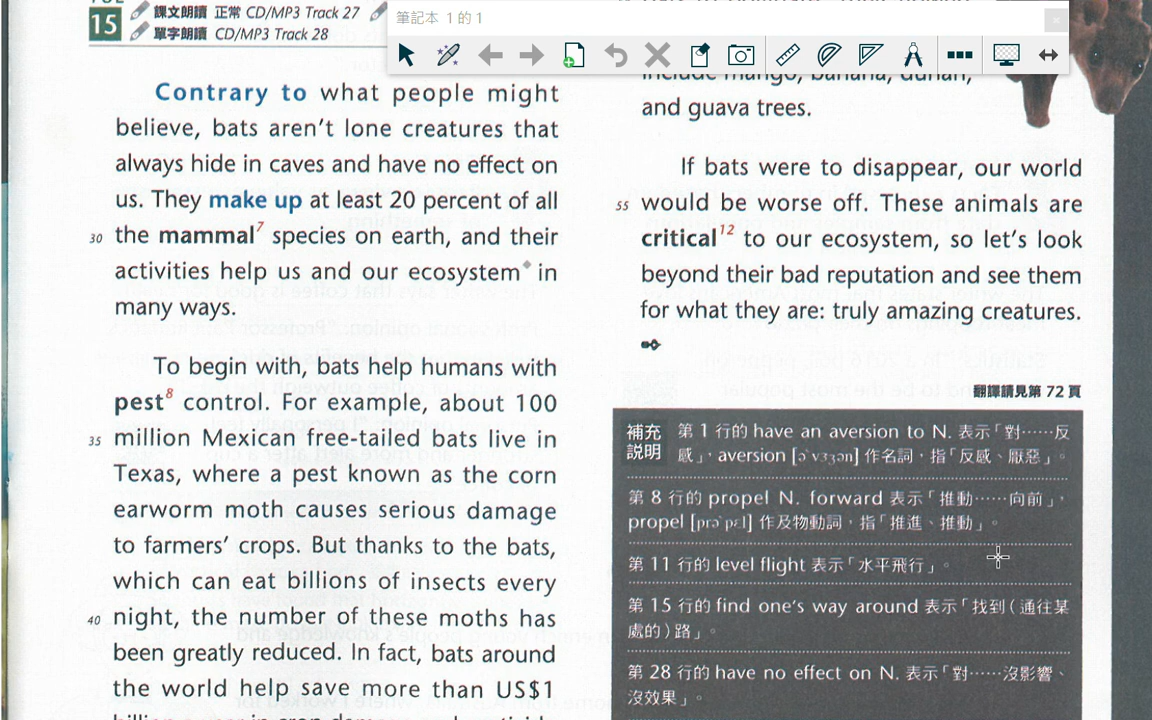 15
課文朗讀 正常 CD/MP3 Track 27
單字朗讀 CD/MP3 Track 28
筆記本 1 的 1
Contrary to what people might
believe, bats aren't lone creatures that
always hide in caves and have no effect on
us. They make up at least 20 percent of all
30 the mammal7 species on earth, and their
activities help us and our ecosystem◆ in
many ways.
To begin with, bats help humans with
pest8 control. For example, about 100
35 million Mexican free-tailed bats live in
Texas, where a pest known as the corn
earworm moth causes serious damage
to farmers' crops. But thanks to the bats,
which can eat billions of insects every
40 night, the number of these moths has
been greatly reduced. In fact, bats around
the world help save more than US$1
include mango, banana, durian,
and guava trees.
If bats were to disappear, our world
55 would be worse off. These animals are
critical12 to our ecosystem, so let's look
beyond their bad reputation and see them
for what they are: truly amazing creatures.
翻譯請見第 72 頁
補充
說明
第 1 行的 have an aversion to N. 表示「對……反
感」，aversion [əˋvɝʒən] 作名詞，指「反感、厭惡」。
第 8 行的 propel N. forward 表示「推動……向前」，
propel [prəˋpɛl] 作及物動詞，指「推進、推動」。
第 11 行的 level flight 表示「水平飛行」。
第 15 行的 find one's way around 表示「找到（通往某
處的）路」。
第 28 行的 have no effect on N. 表示「對……沒影響、
沒效果」。